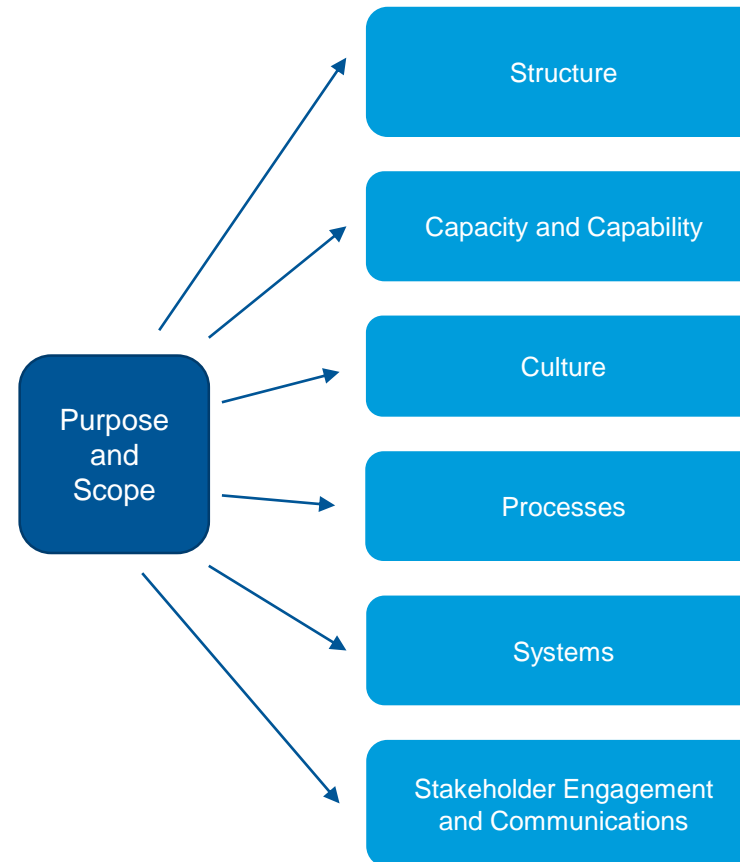 Structure
Capacity and Capability
Culture
Purpose
and
Scope
Processes
Systems
Stakeholder Engagement
and Communications